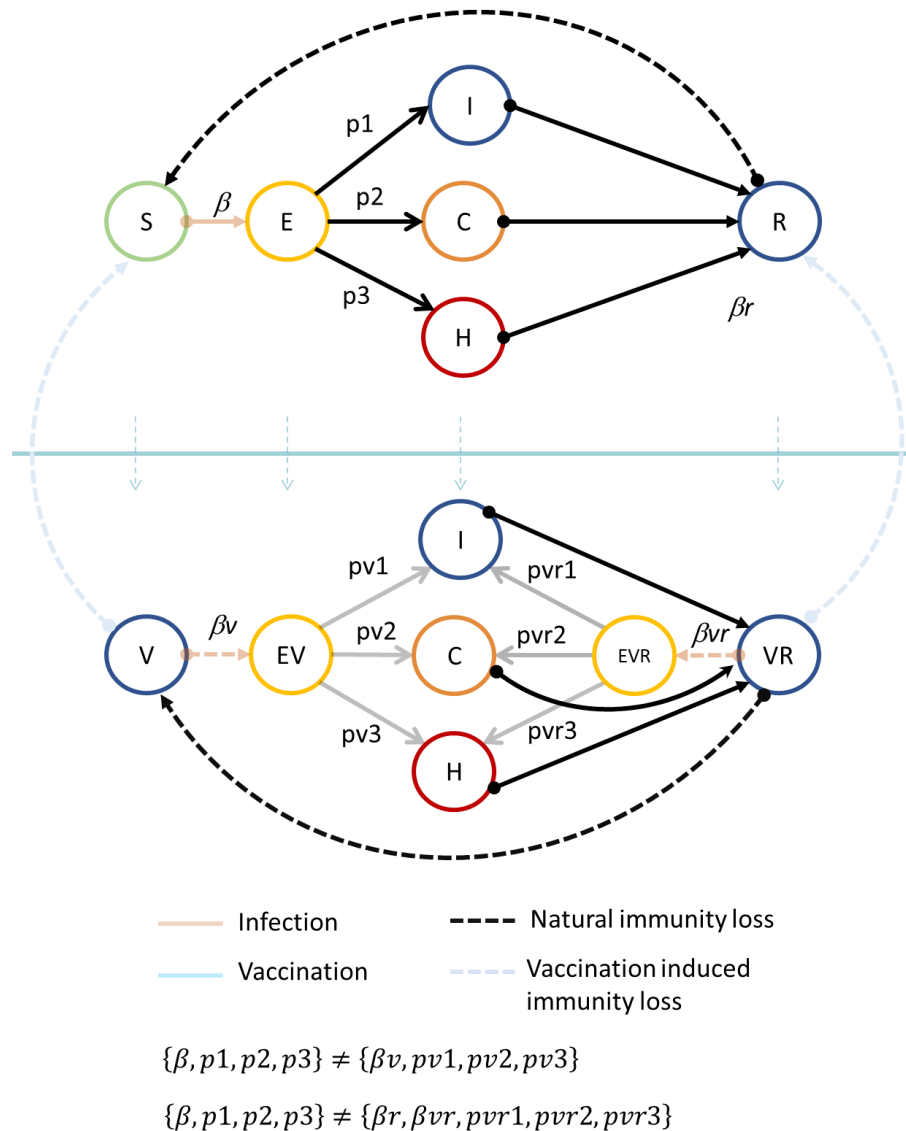 I
p1
β
p2
S
E
C
R
p3
βr
H
I
pv1
pvr1
βv
pv2
pvr2
βvr
V
EV
C
EVR
VR
pv3
pvr3
H
Infection
Natural immunity loss
Vaccination
Vaccination induced
immunity loss
{β, p1, p2, p3} ≠ {βv, pv1, pv2, pv3}
{β, p1, p2, p3} ≠ {βr, βvr, pvr1, pvr2, pvr3}